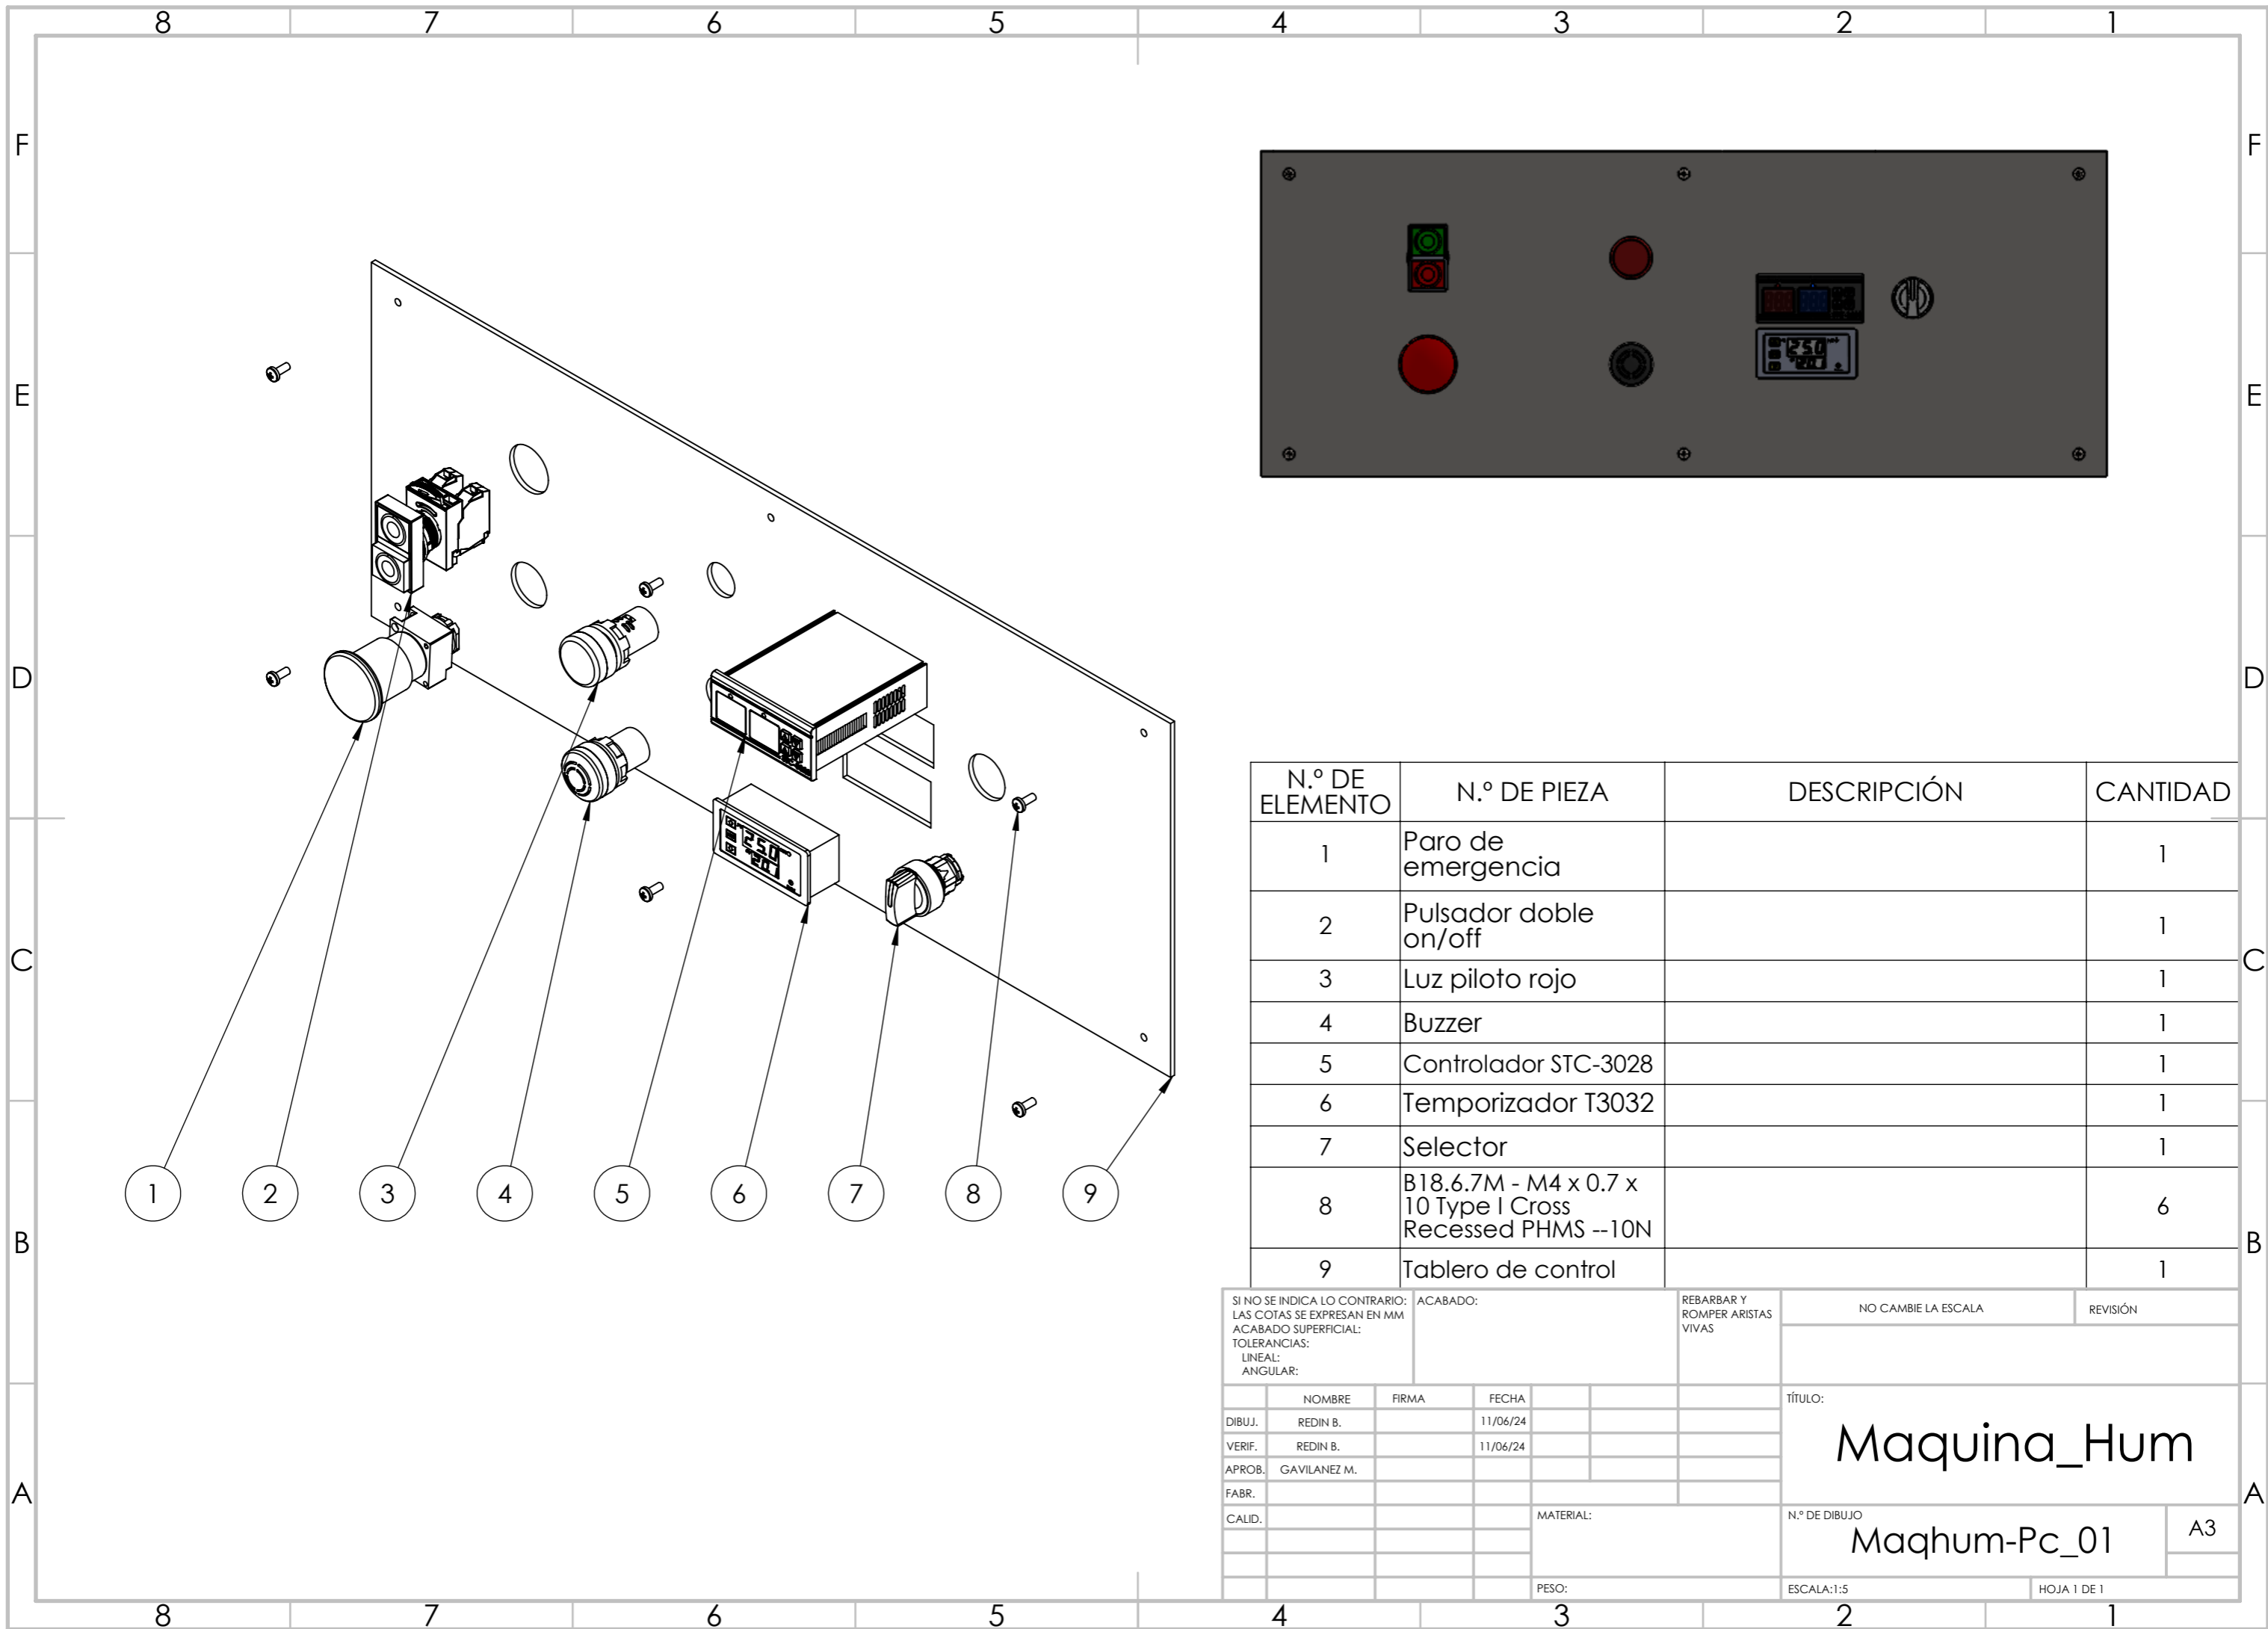 8 7 6 5 4 3 2 1
F F
E E
D D
C C
B B
A A
25.0
20
25.0
20
1 2 3 4 5 6 7 8 9
N.º DE ELEMENTO N.º DE PIEZA DESCRIPCIÓN CANTIDAD
1 Paro de emergencia 1
2 Pulsador doble on/off 1
3 Luz piloto rojo 1
4 Buzzer 1
5 Controlador STC-3028 1
6 Temporizador T3032 1
7 Selector 1
8 B18.6.7M - M4 x 0.7 x 10 Type I Cross Recessed PHMS --10N 6
9 Tablero de control 1
SI NO SE INDICA LO CONTRARIO:
LAS COTAS SE EXPRESAN EN MM
ACABADO SUPERFICIAL:
TOLERANCIAS:
LINEAL:
ANGULAR:
ACABADO:
REBARBAR Y
ROMPER ARISTAS
VIVAS
NO CAMBIE LA ESCALA
REVISIÓN
NOMBRE FIRMA FECHA
DIBUJ. REDIN B. 11/06/24
VERIF. REDIN B. 11/06/24
APROB. GAVILANEZ M.
FABR.
CALID.
MATERIAL:
PESO:
TÍTULO:
Maquina_Hum
N.º DE DIBUJO
Maqhum-Pc_01
A3
ESCALA:1:5
HOJA 1 DE 1
8 7 6 5 4 3 2 1